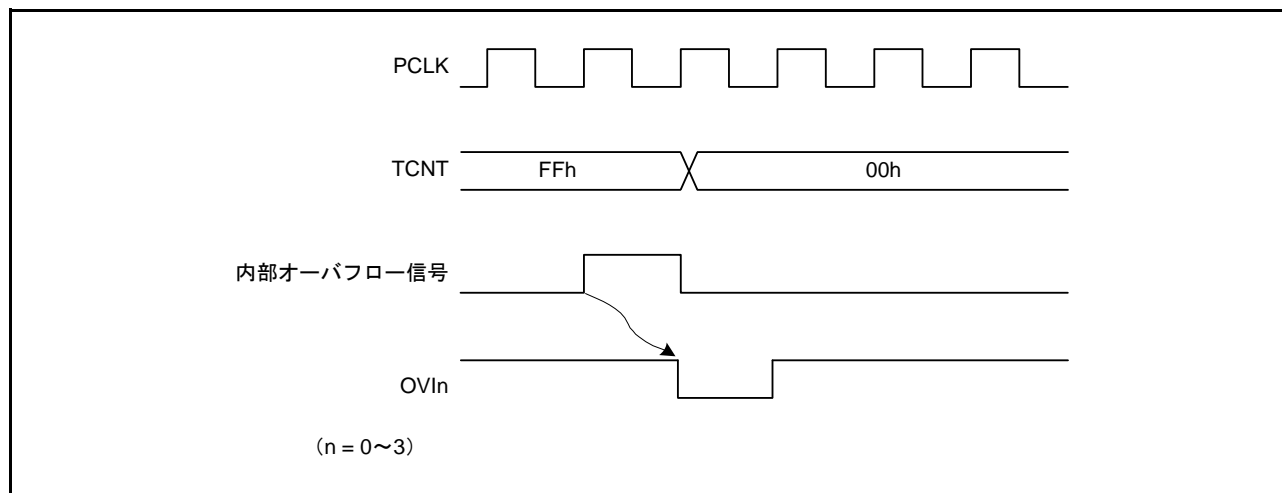 PCLK
TCNT FFh 00h
内部オーバフロー信号
OVIn
（n = 0～3）